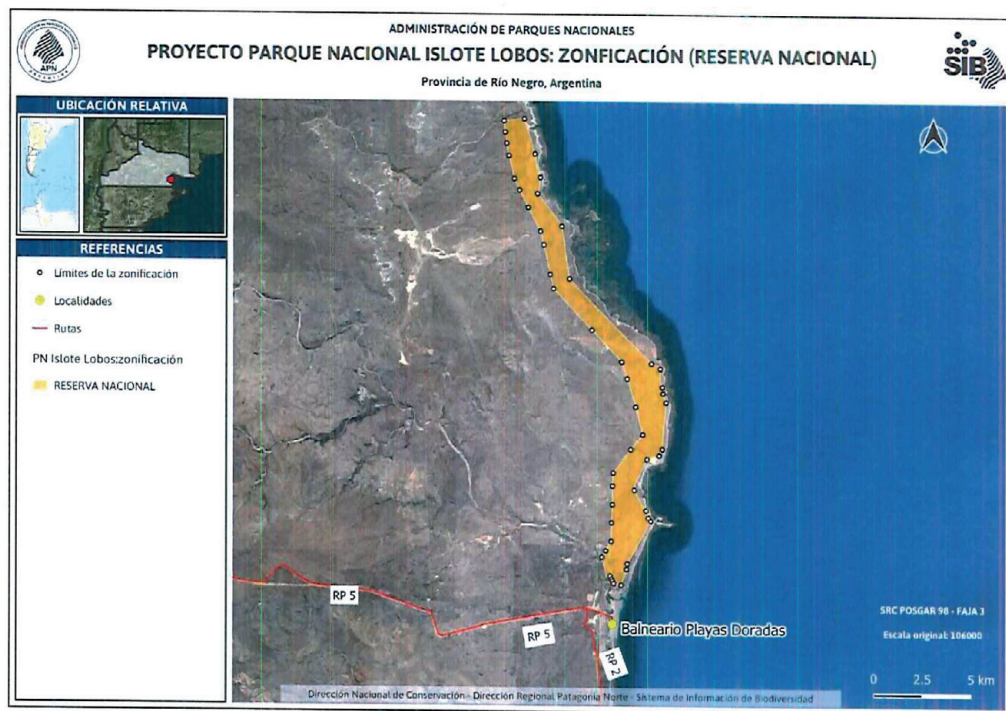 ADMINISTRACIÓN DE PARQUES NACIONALES
PROYECTO PARQUE NACIONAL ISLOTE LOBOS: ZONFICACIÓN (RESERVA NACIONAL)
Provincia de Río Negro, Argentina
APN
SIB
UBICACIÓN RELATIVA
REFERENCIAS
Límites de la zonificación
Localidades
Rutas
PN Islote Lobos:zonificación
RESERVA NACIONAL
RP 5
RP 5
RP 2
Balneario Playas Doradas
SRC POSGAR 98 - FAJA 3
Escala original: 106000
0 2.5 5 km
Dirección Nacional de Conservación - Dirección Regional Patagonia Norte - Sistema de Información de Biodiversidad